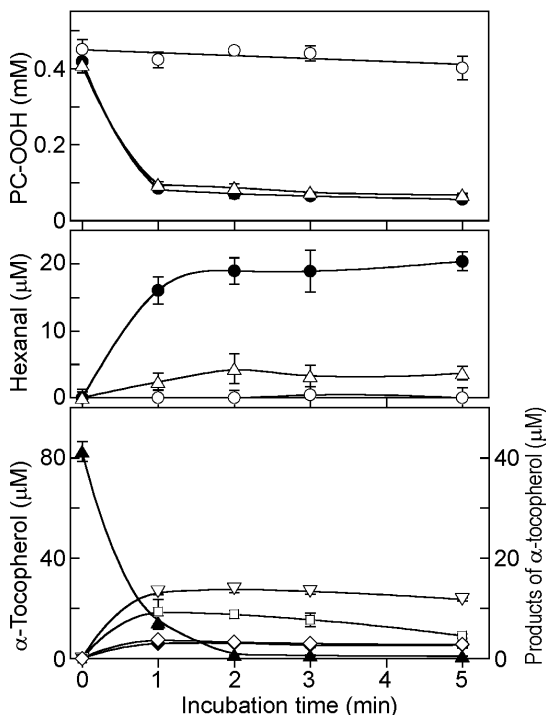 PC-OOH (mM)
0.4
0.2
0
Hexanal (μM)
20
10
0
α-Tocopherol (μM)
80
40
0
Products of α-tocopherol (μM)
40
20
0
0 1 2 3 4 5
Incubation time (min)